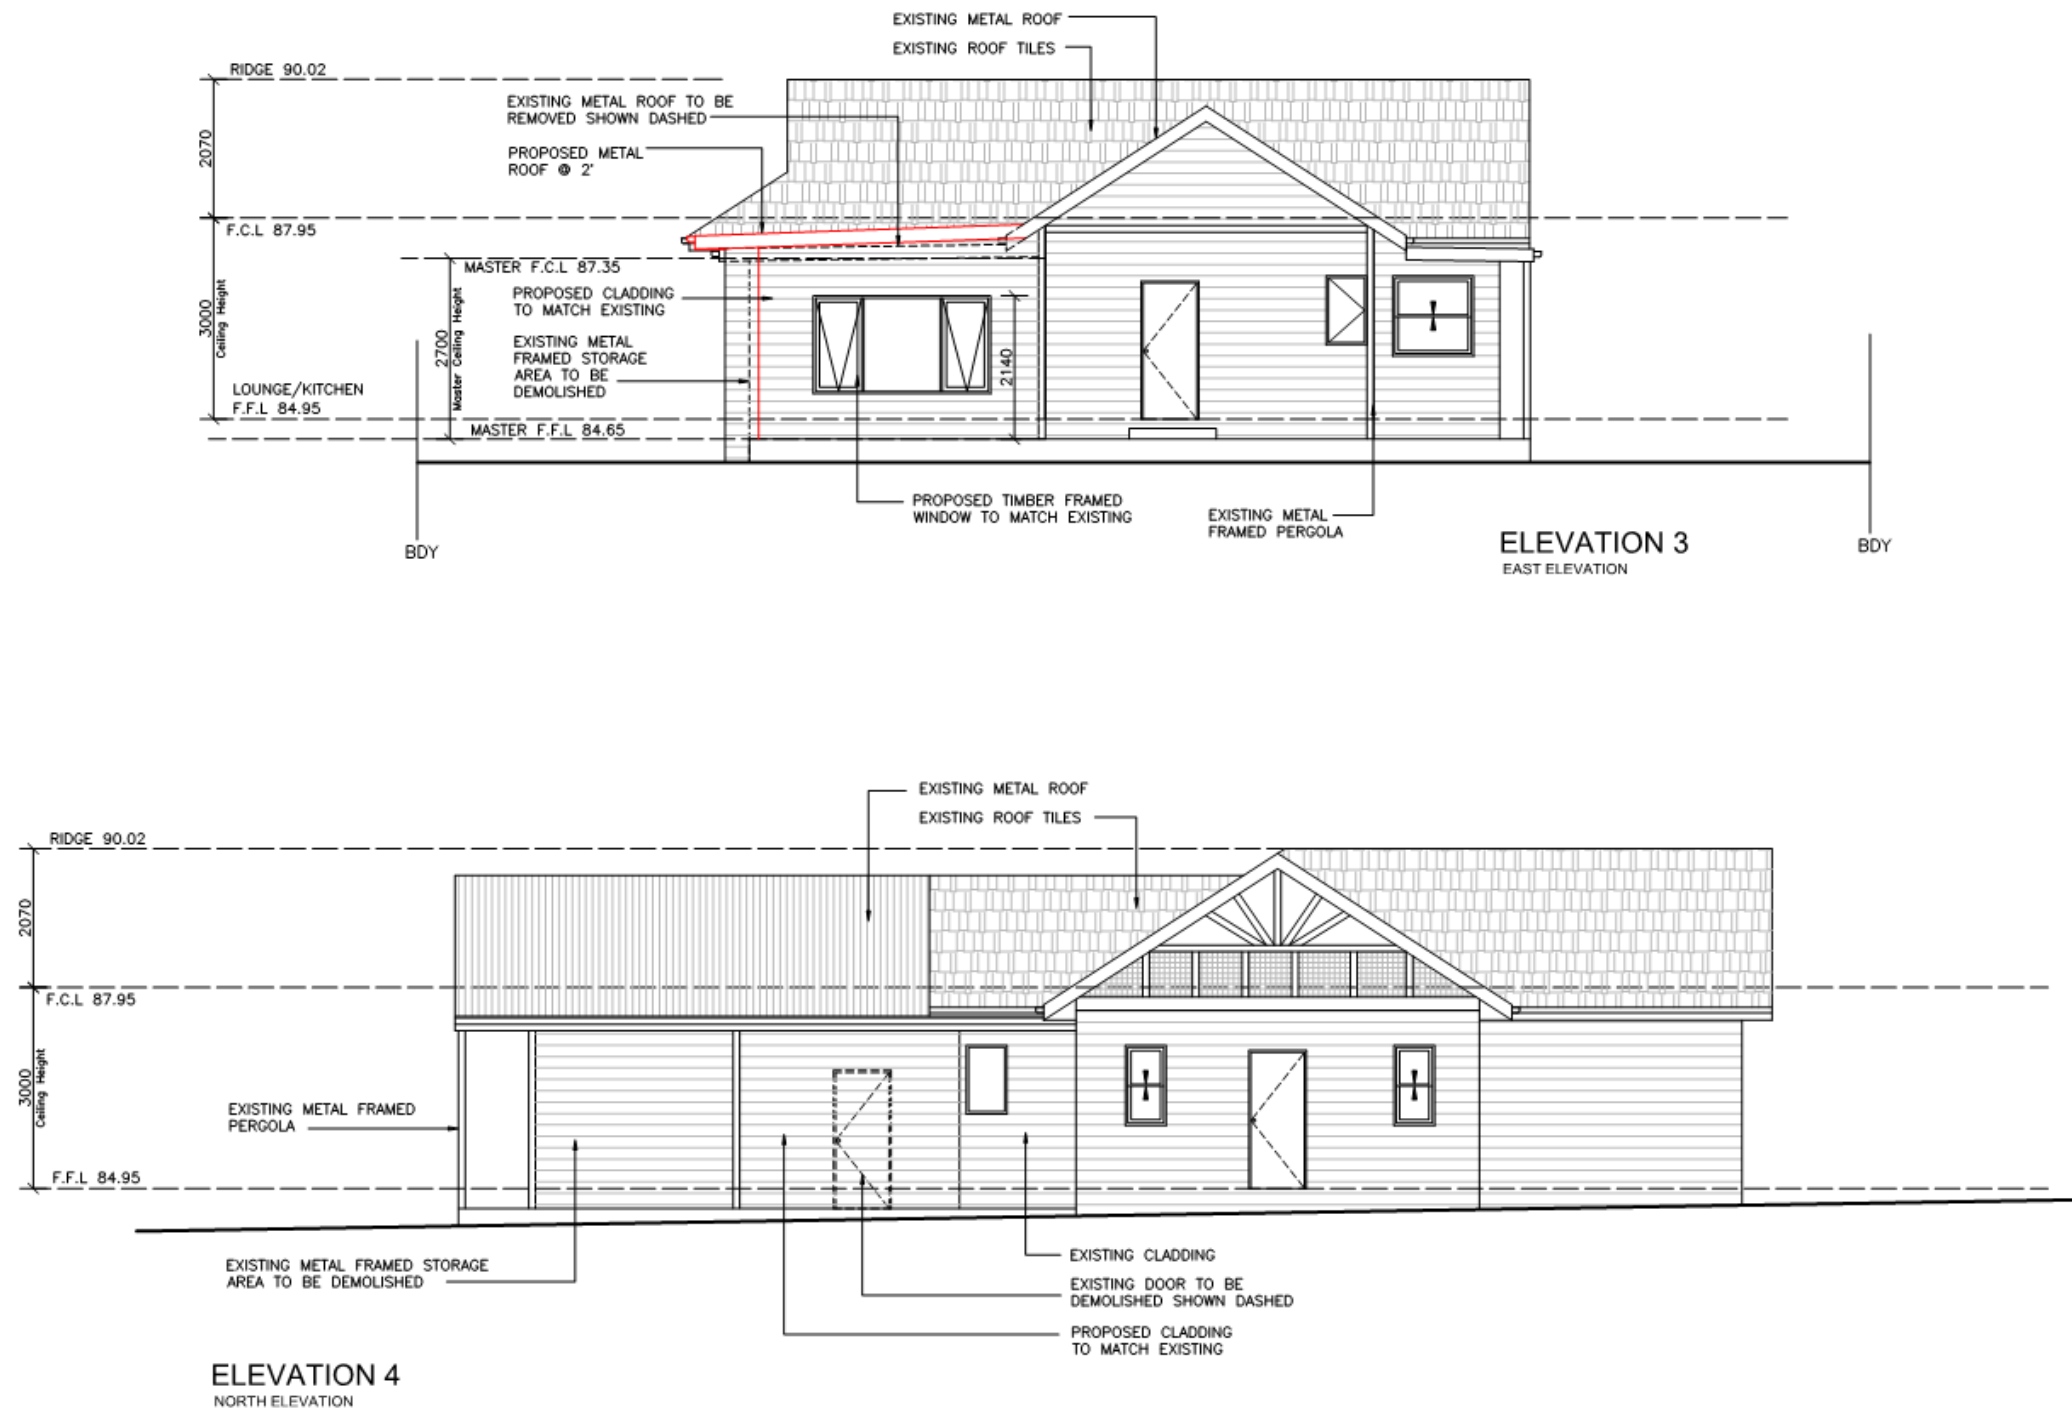 EXISTING METAL ROOF
EXISTING ROOF TILES
RIDGE 90.02
EXISTING METAL ROOF TO BE
REMOVED SHOWN DASHED
2070
PROPOSED METAL
ROOF @ 2°
F.C.L 87.95
MASTER F.C.L 87.35
PROPOSED CLADDING
TO MATCH EXISTING
3000
Ceiling Height
2700
Master Ceiling Height
EXISTING METAL
FRAMED STORAGE
AREA TO BE
DEMOLISHED
2140
LOUNGE/KITCHEN
F.F.L 84.95
MASTER F.F.L 84.65
PROPOSED TIMBER FRAMED
WINDOW TO MATCH EXISTING
EXISTING METAL
FRAMED PERGOLA
BDY
BDY
ELEVATION 3
EAST ELEVATION
EXISTING METAL ROOF
EXISTING ROOF TILES
RIDGE 90.02
2070
F.C.L 87.95
3000
Ceiling Height
EXISTING METAL FRAMED
PERGOLA
F.F.L 84.95
EXISTING METAL FRAMED STORAGE
AREA TO BE DEMOLISHED
EXISTING CLADDING
EXISTING DOOR TO BE
DEMOLISHED SHOWN DASHED
PROPOSED CLADDING
TO MATCH EXISTING
ELEVATION 4
NORTH ELEVATION